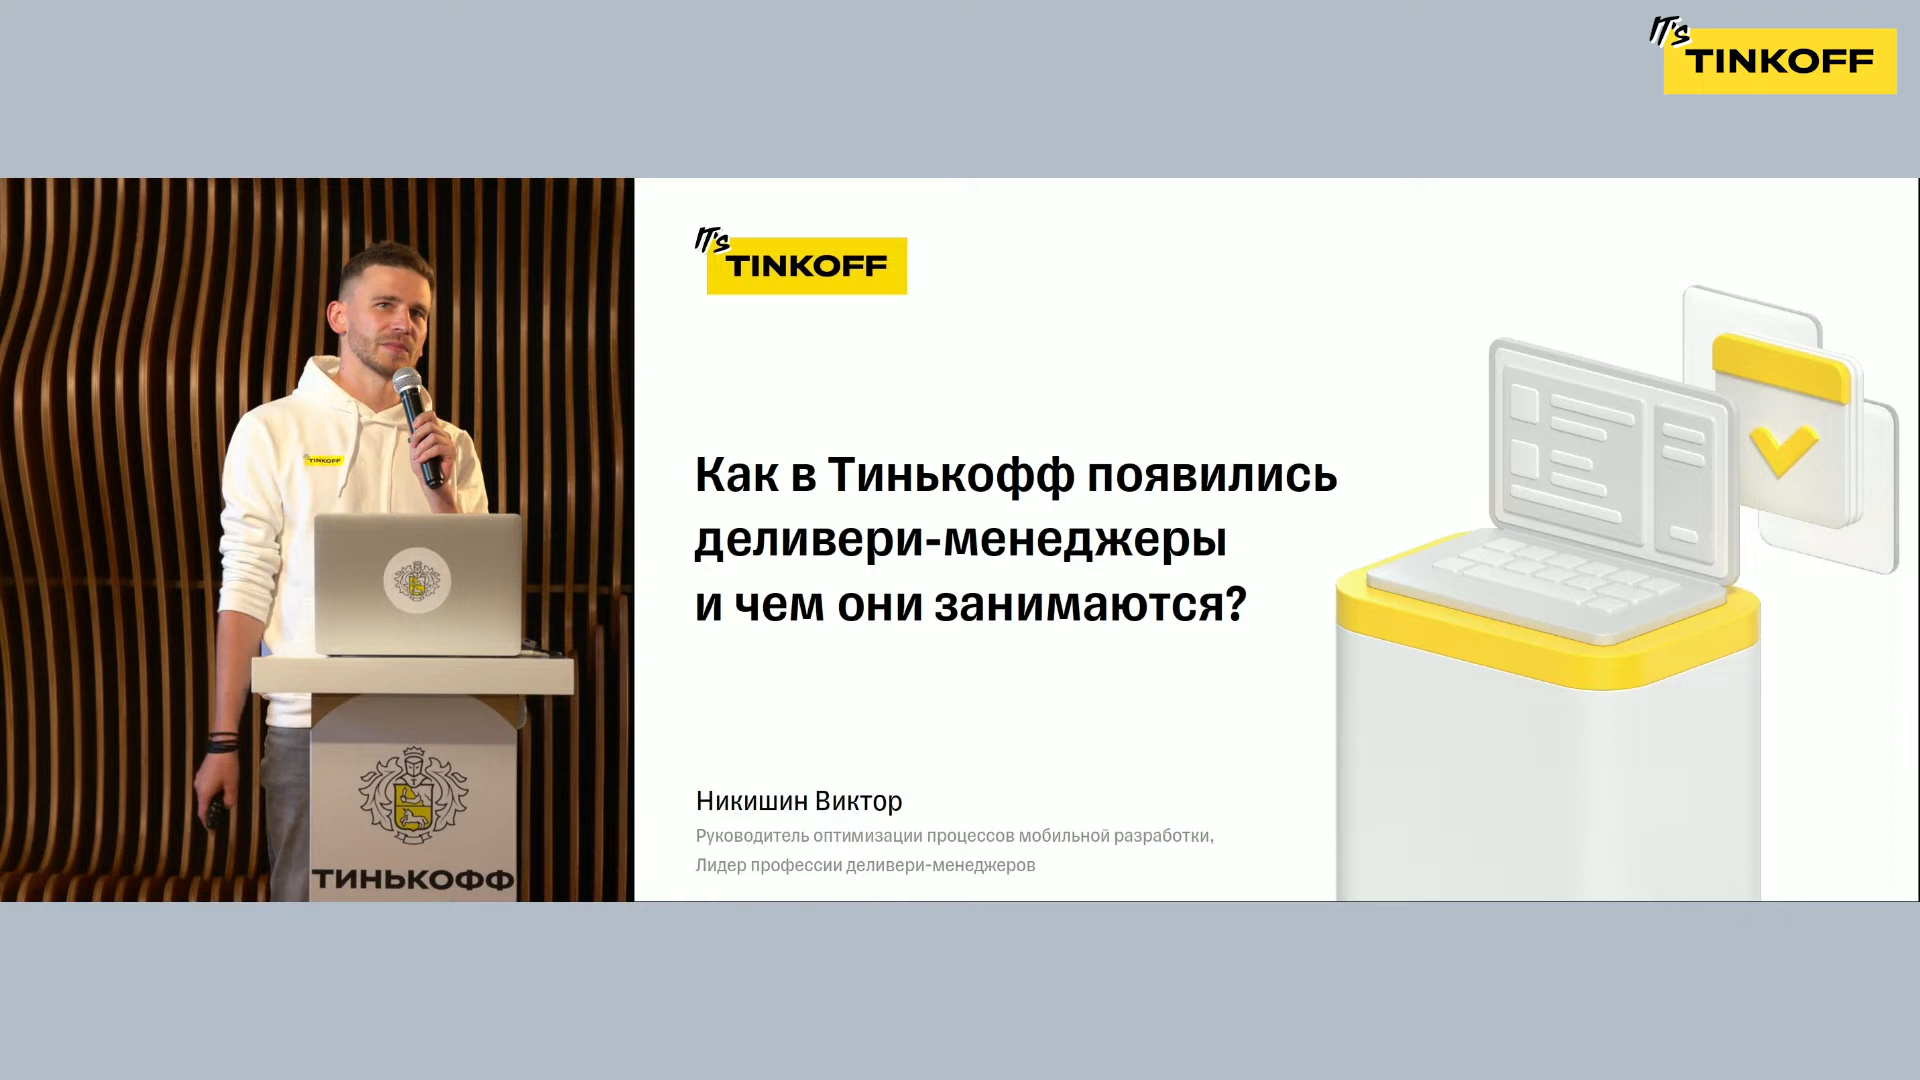 IT's
TINKOFF
IT's
TINKOFF
Как в Тинькофф появились
деливери-менеджеры
и чем они занимаются?
Никишин Виктор
Руководитель оптимизации процессов мобильной разработки,
Лидер профессии деливери-менеджеров
TINKOFF
ТИНЬКОФФ